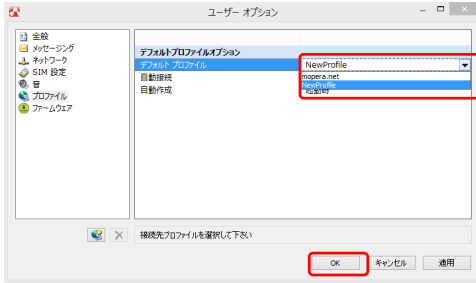 ユーザー オプション
全般
メッセージング
ネットワーク
SIM 設定
音
プロファイル
ファームウェア
デフォルトプロファイルオプション
デフォルト プロファイル
NewProfile
mopera.net
NewProfile
自動接続
自動作成
起動時
接続先プロファイルを選択して下さい
OK
キャンセル
適用